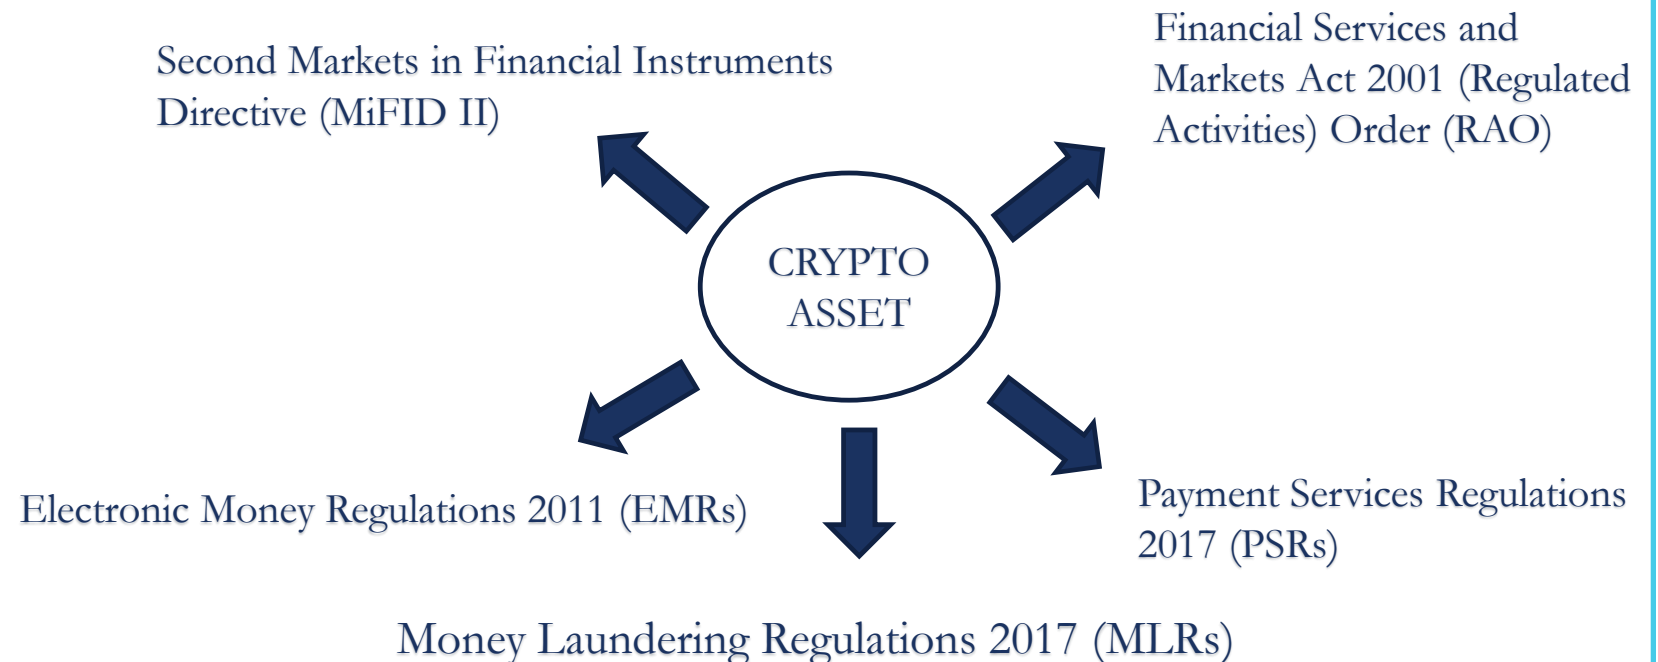 Second Markets in Financial Instruments
Directive (MiFID II)
Financial Services and
Markets Act 2001 (Regulated
Activities) Order (RAO)
CRYPTO
ASSET
Electronic Money Regulations 2011 (EMRs)
Payment Services Regulations
2017 (PSRs)
Money Laundering Regulations 2017 (MLRs)